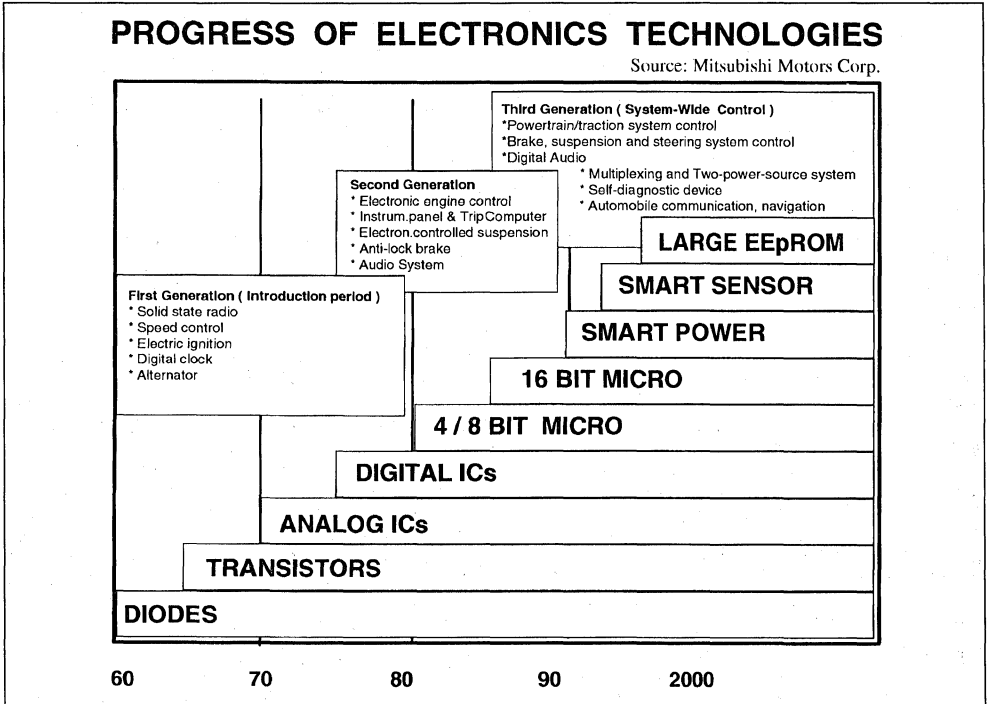 PROGRESS OF ELECTRONICS TECHNOLOGIES
Source: Mitsubishi Motors Corp.
Third Generation ( System-Wide Control )
*Powertrain/traction system control
*Brake, suspension and steering system control
*Digital Audio
* Multiplexing and Two-power-source system
* Self-diagnostic device
* Automobile communication, navigation
Second Generation
* Electronic engine control
* Instrum.panel & TripComputer
* Electron.controlled suspension
* Anti-lock brake
* Audio System
First Generation ( Introduction period )
* Solid state radio
* Speed control
* Electric ignition
* Digital clock
* Alternator
LARGE EEpROM
SMART SENSOR
SMART POWER
16 BIT MICRO
4 / 8 BIT MICRO
DIGITAL ICs
ANALOG ICs
TRANSISTORS
DIODES
60 70 80 90 2000